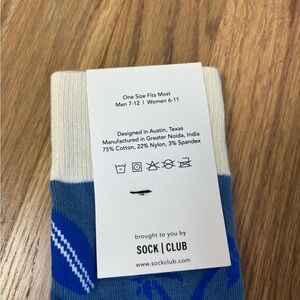 One Size Fits Most
Men 7-12 | Women 6-11
Designed in Austin, Texas
Manufactured in Greater Noida, India
75% Cotton, 22% Nylon, 3% Spandex
brought to you by
SOCK | CLUB
www.sockclub.com